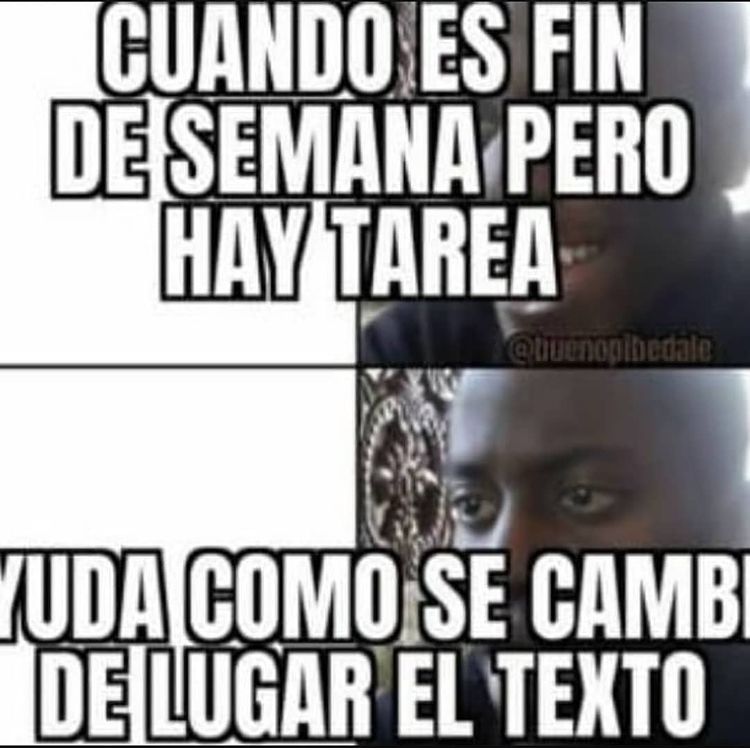 CUANDO ES FIN
DE SEMANA PERO
HAY TAREA
@buenopibedale
YUDA COMO SE CAMBI
DE LUGAR EL TEXTO